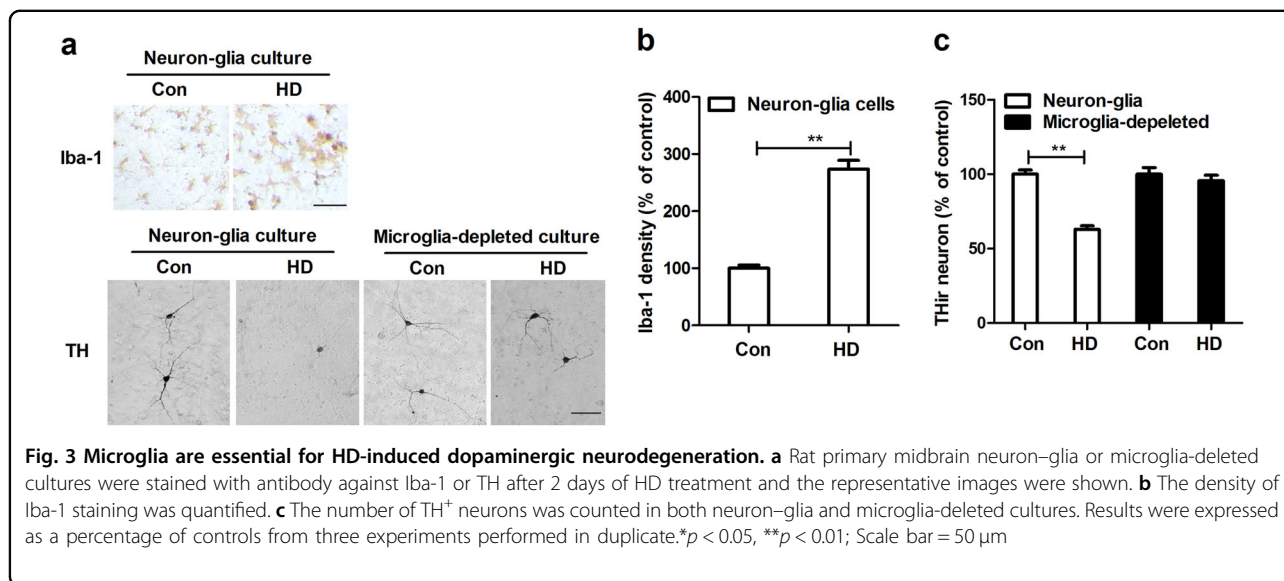 a
Neuron-glia culture
Con HD
Iba-1
Neuron-glia culture Microglia-depleted culture
Con HD Con HD
TH
b
Iba-1 density (% of control)
400
300
200
100
0
Neuron-glia cells
**
Con HD
c
THir neuron (% of control)
150
100
50
0
Neuron-glia
Microglia-depeleted
**
Con HD Con HD
Fig. 3 Microglia are essential for HD-induced dopaminergic neurodegeneration. a Rat primary midbrain neuron–glia or microglia-deleted
cultures were stained with antibody against Iba-1 or TH after 2 days of HD treatment and the representative images were shown. b The density of
Iba-1 staining was quantified. c The number of TH⁺ neurons was counted in both neuron–glia and microglia-deleted cultures. Results were expressed
as a percentage of controls from three experiments performed in duplicate.*p < 0.05, **p < 0.01; Scale bar = 50 µm